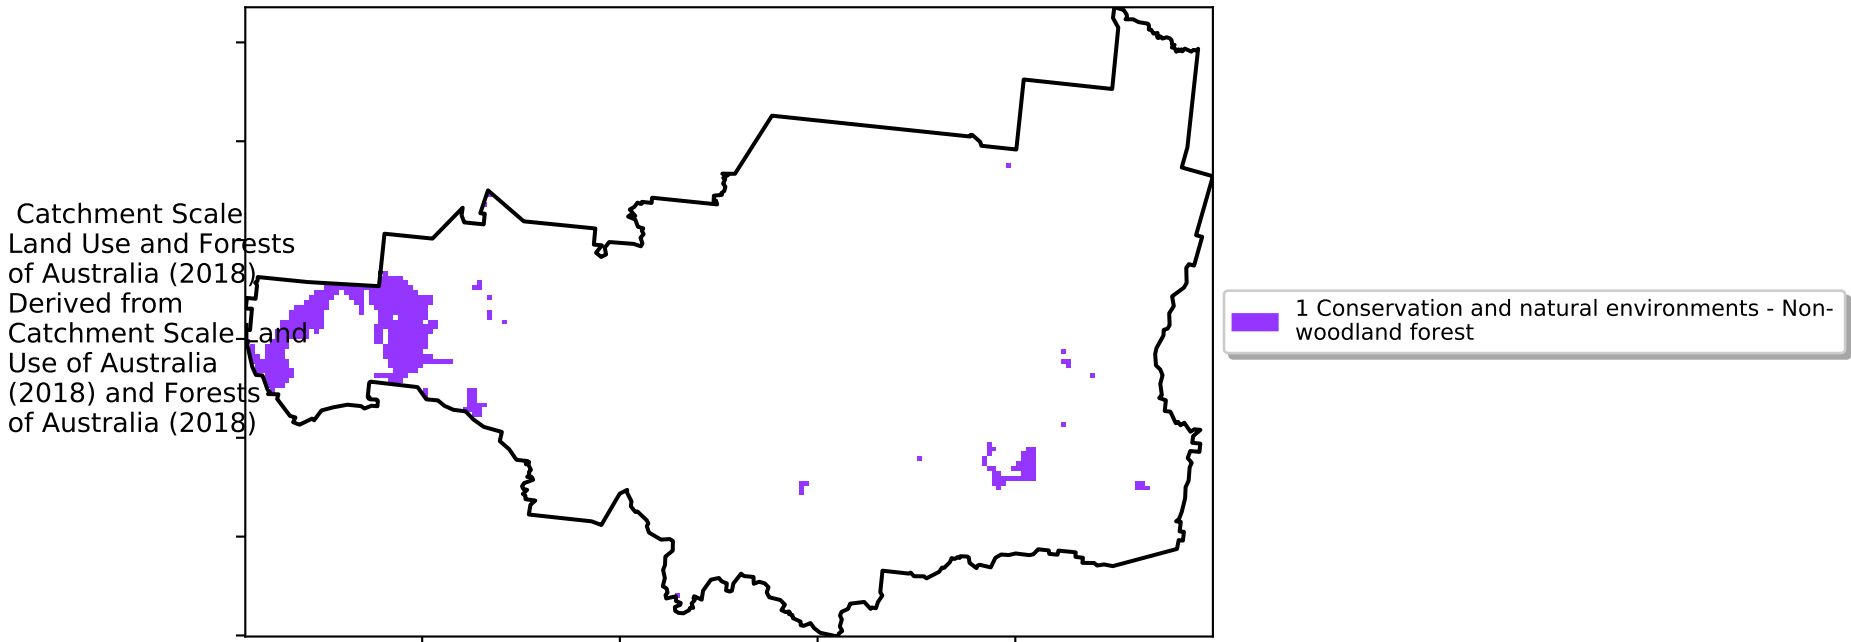 Catchment Scale
Land Use and Forests
of Australia (2018)
Derived from
Catchment Scale Land
Use of Australia
(2018) and Forests
of Australia (2018)
1 Conservation and natural environments - Non-
woodland forest